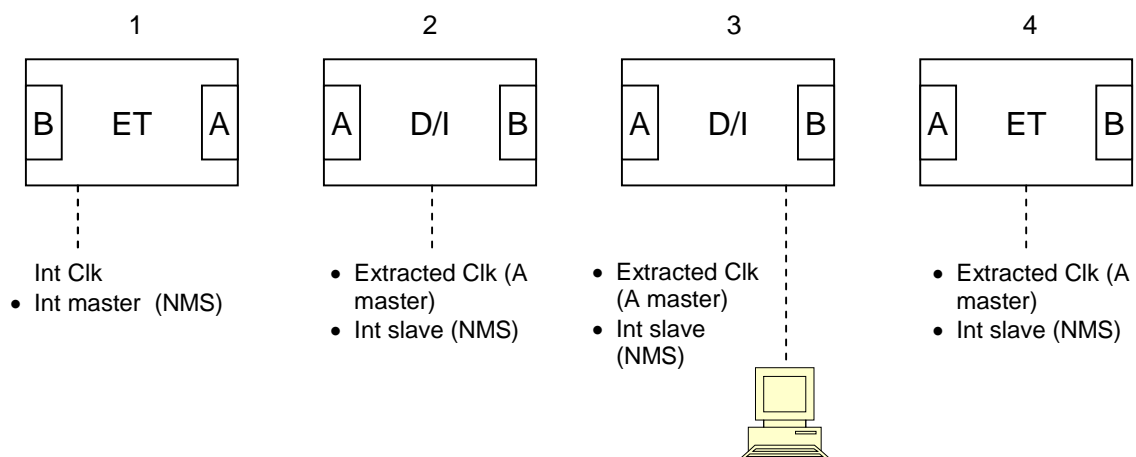 1
2
3
4
B ET A
A D/I B
A D/I B
A ET B
Int Clk
• Int master (NMS)
• Extracted Clk (A
master)
• Int slave (NMS)
• Extracted Clk
(A master)
• Int slave
(NMS)
• Extracted Clk (A
master)
• Int slave (NMS)